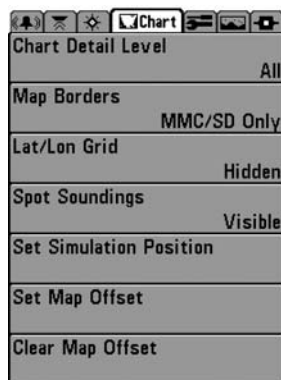 Chart
Chart Detail Level
All
Map Borders
MMC/SD Only
Lat/Lon Grid
Hidden
Spot Soundings
Visible
Set Simulation Position
Set Map Offset
Clear Map Offset